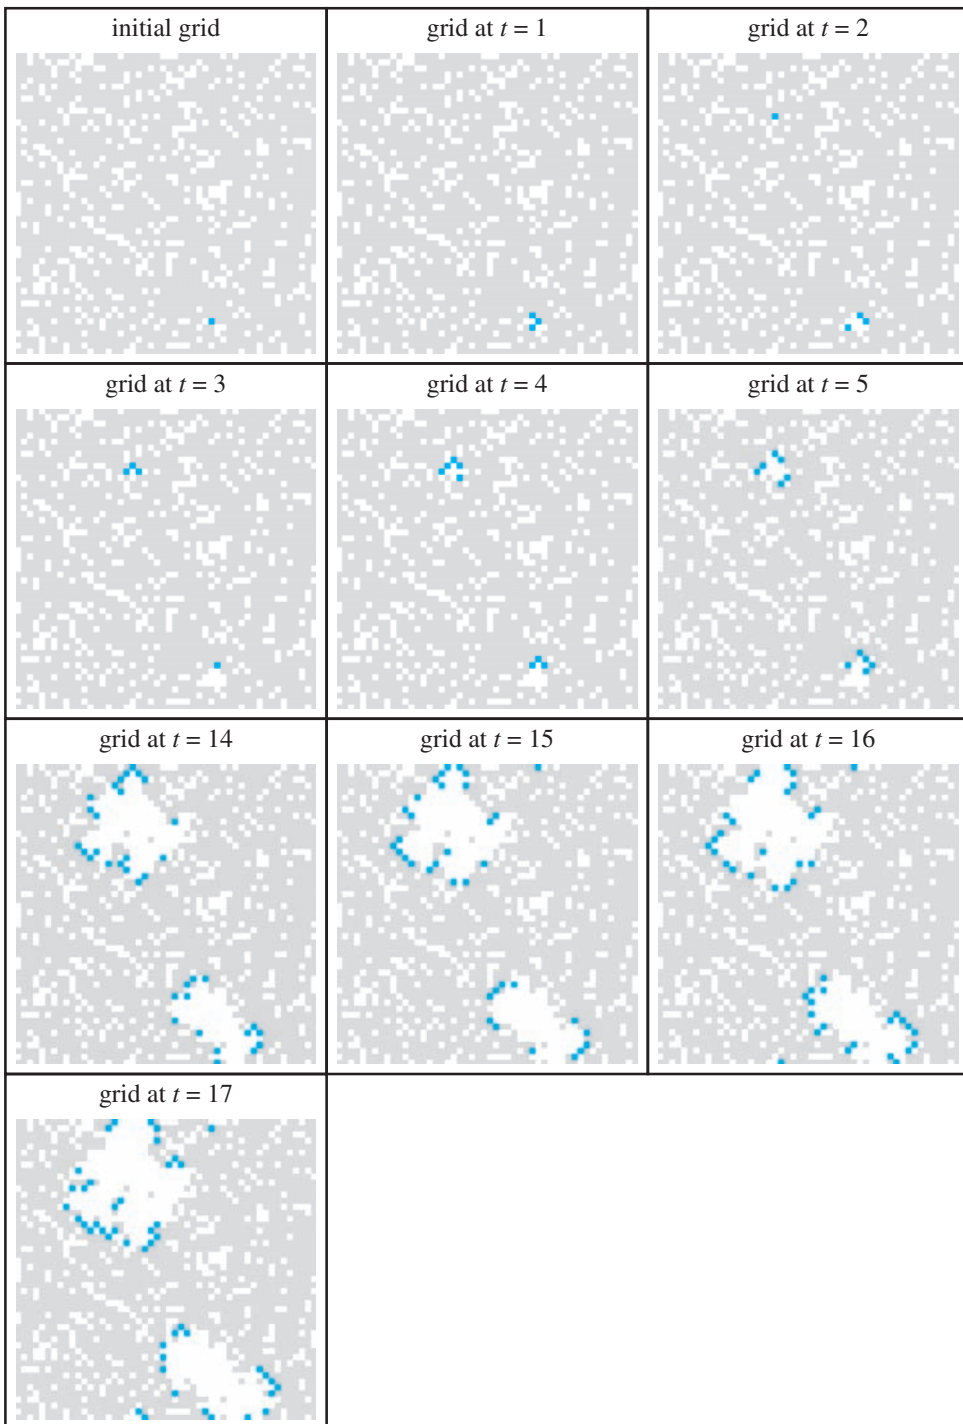 initial grid
grid at t = 1
grid at t = 2
grid at t = 3
grid at t = 4
grid at t = 5
grid at t = 14
grid at t = 15
grid at t = 16
grid at t = 17